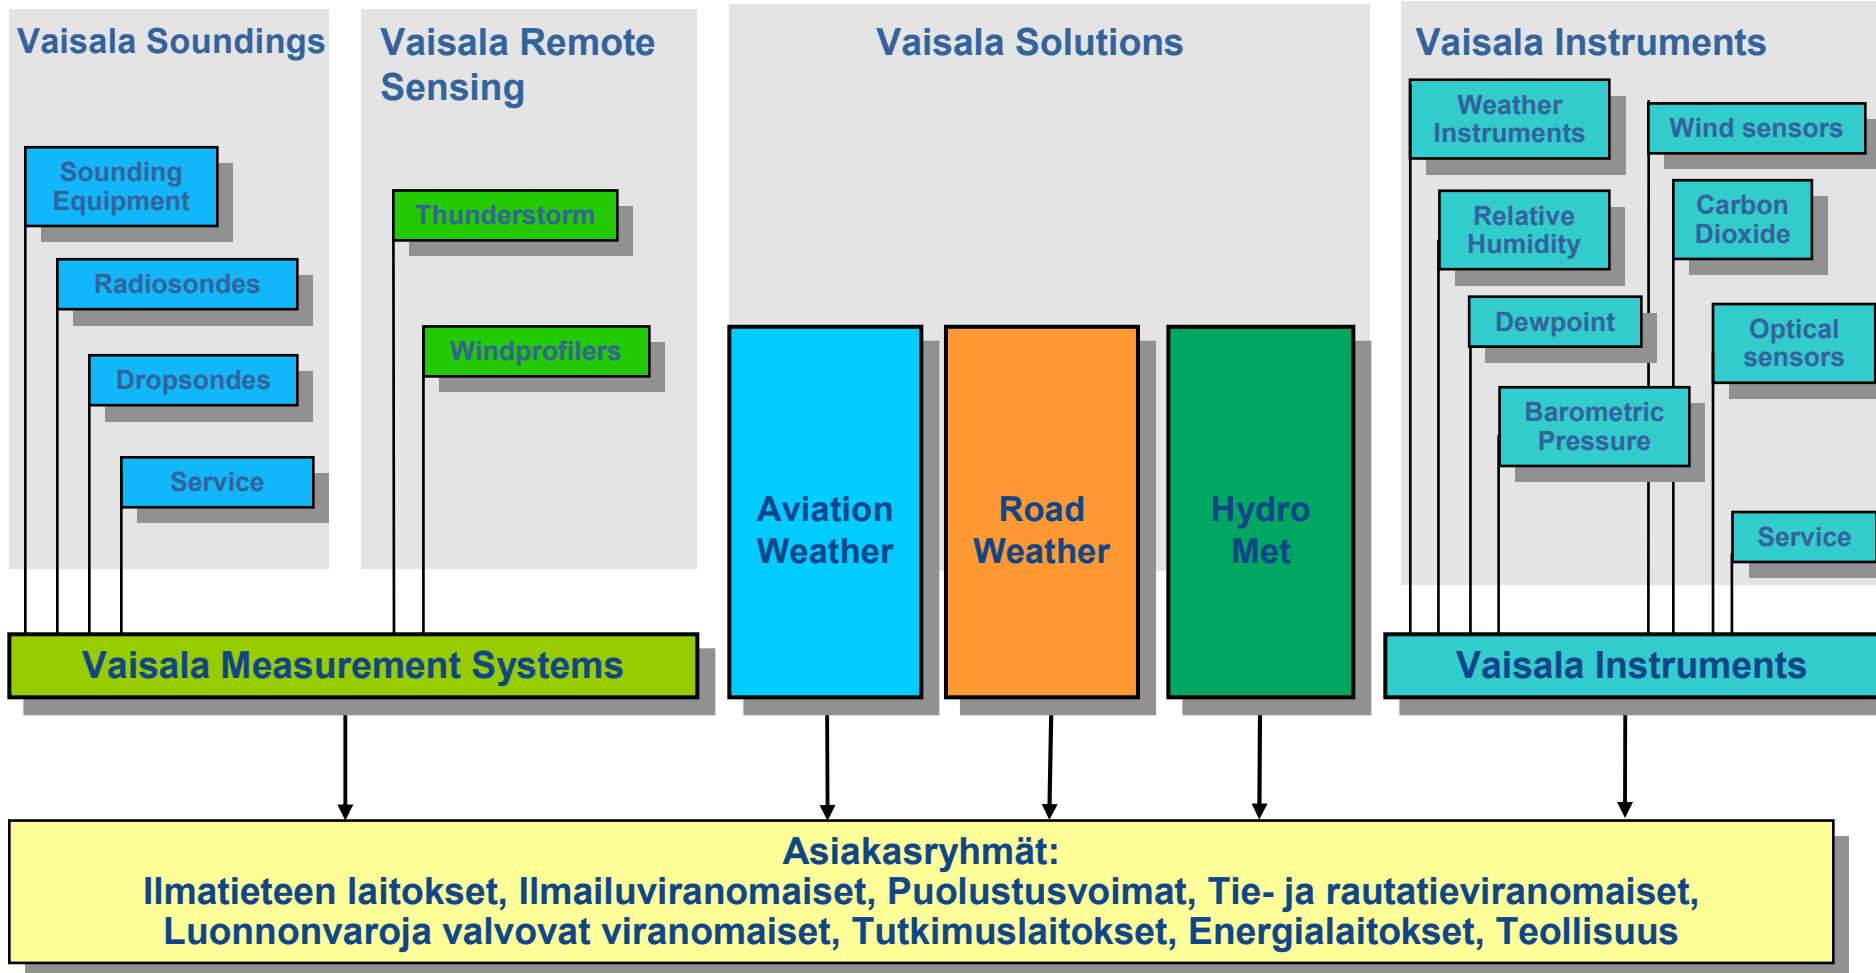 Vaisala Soundings
Sounding
Equipment
Radiosondes
Dropsondes
Service
Vaisala Remote
Sensing
Thunderstorm
Windprofilers
Vaisala Measurement Systems
Vaisala Solutions
Aviation
Weather
Road
Weather
Hydro
Met
Vaisala Instruments
Weather
Instruments
Relative
Humidity
Dewpoint
Barometric
Pressure
Wind sensors
Carbon
Dioxide
Optical
sensors
Service
Vaisala Instruments
Asiakasryhmät:
Ilmatieteen laitokset, Ilmailuviranomaiset, Puolustusvoimat, Tie- ja rautatieviranomaiset,
Luonnonvaroja valvovat viranomaiset, Tutkimuslaitokset, Energialaitokset, Teollisuus